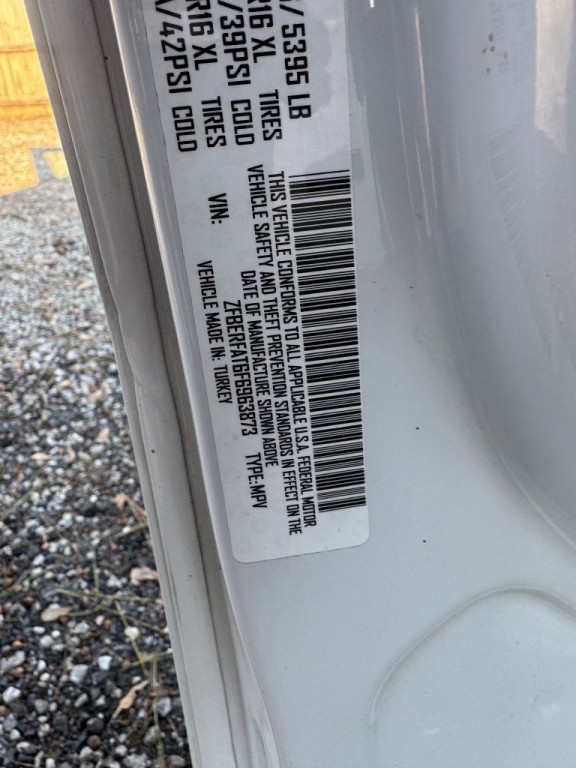 / 5395 LB
R16 XL TIRES
/39PSI COLD
R16 XL TIRES
/42PSI COLD
THIS VEHICLE CONFORMS TO ALL APPLICABLE U.S.A. FEDERAL MOTOR
VEHICLE SAFETY AND THEFT PREVENTION STANDARDS IN EFFECT ON THE
DATE OF MANUFACTURE SHOWN ABOVE
VIN: ZFBERFAT6F6963873 TYPE:MPV
VEHICLE MADE IN: TURKEY